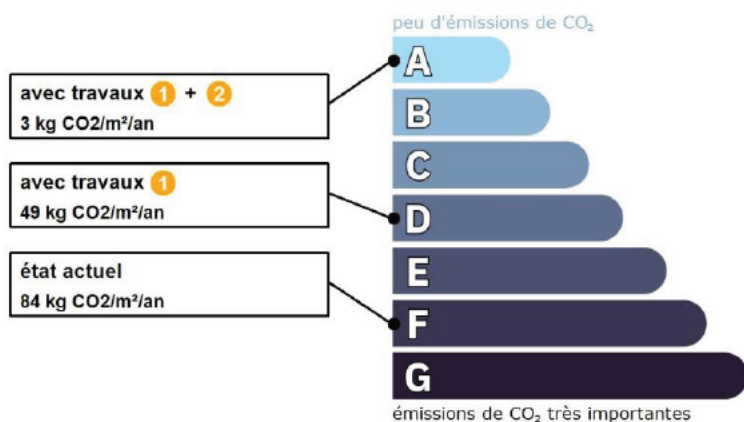 peu d'émissions de CO₂
A
avec travaux 1 + 2
3 kg CO2/m²/an
B
C
avec travaux 1
49 kg CO2/m²/an
D
état actuel
84 kg CO2/m²/an
E
F
G
émissions de CO₂ très importantes